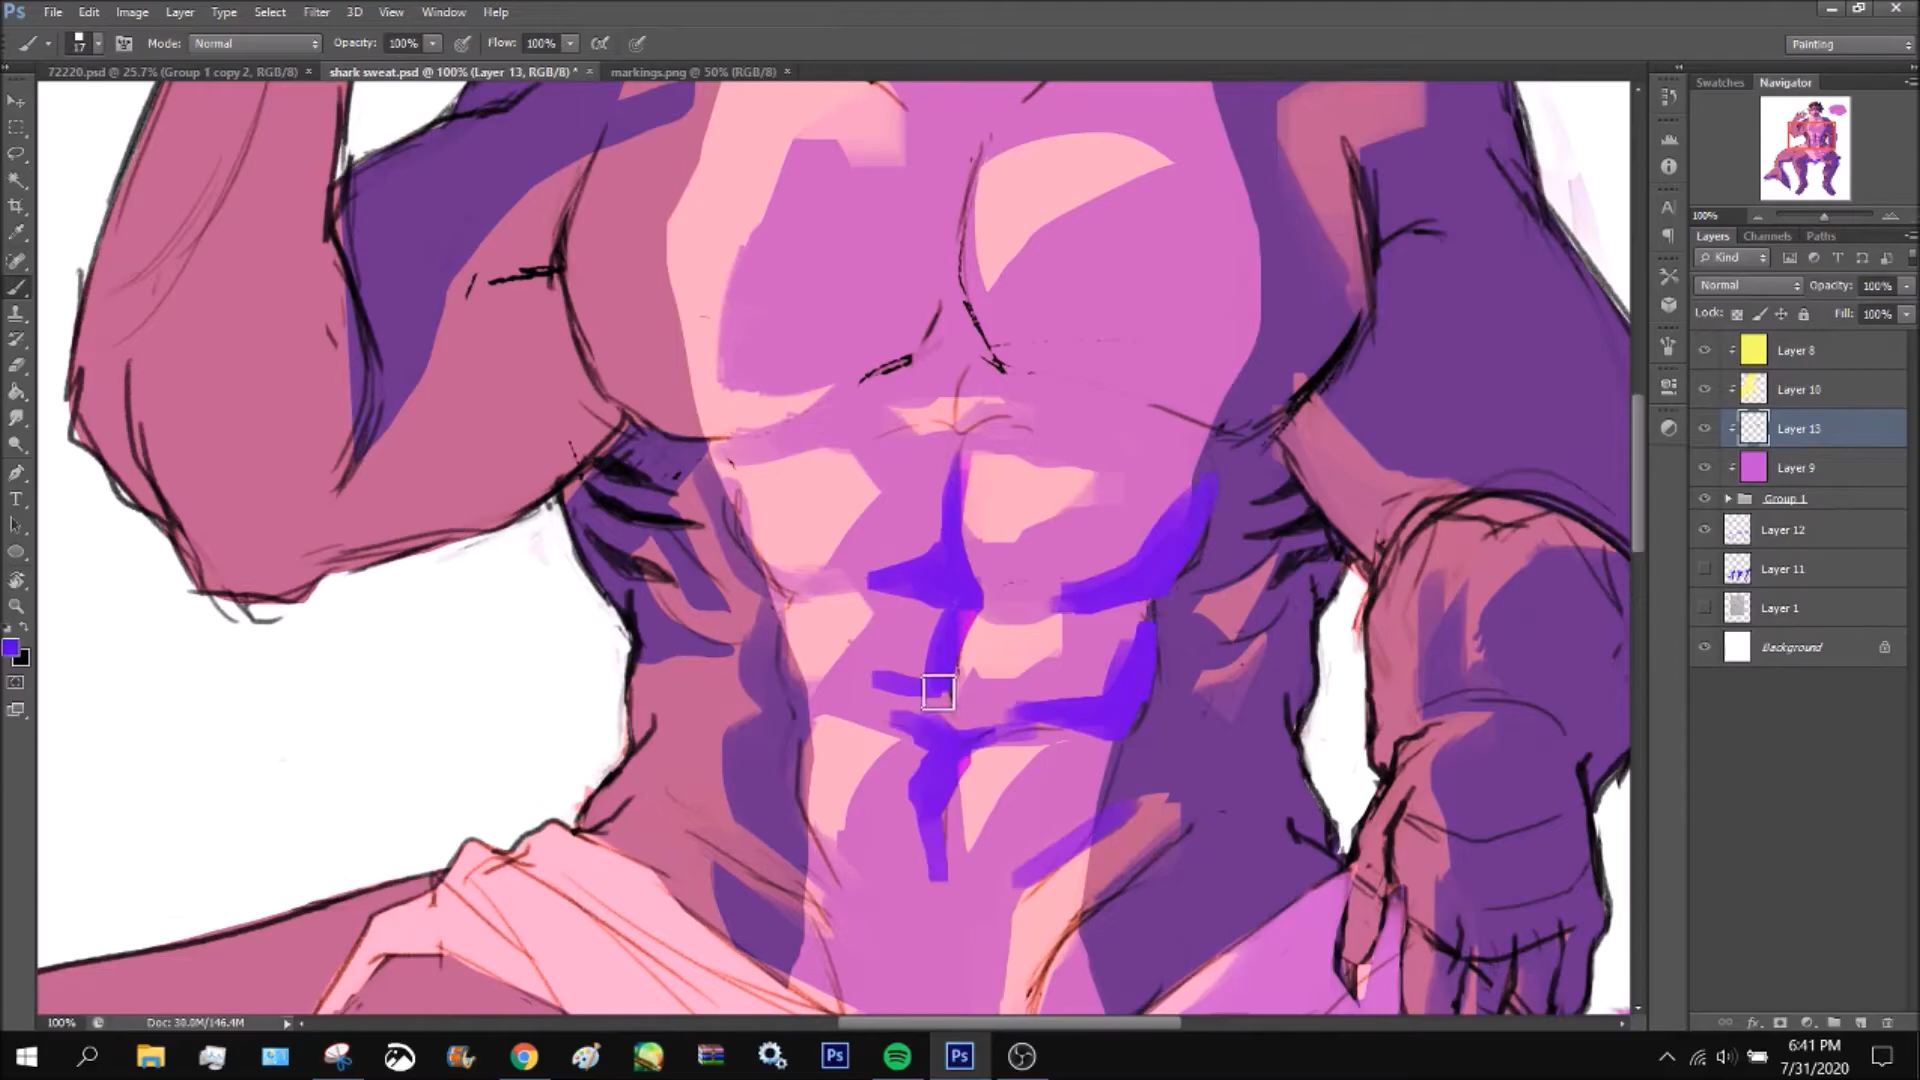 Ps File Edit Image Layer Type Select Filter 3D View Window Help
17 Mode: Normal Opacity: 100% Flow: 100% Painting
72220.psd @ 25.7% (Group 1 copy 2, RGB/8) × shark sweat.psd @ 100% (Layer 13, RGB/8) * × markings.png @ 50% (RGB/8) ×
Swatches Navigator
100%
Layers Channels Paths
Kind
Normal Opacity: 100%
Lock: Fill: 100%
Layer 8
Layer 10
Layer 13
Layer 9
Group 1
Layer 12
Layer 11
Layer 1
Background
100% Doc: 30.0M/146.4M
Ps Ps
6:41 PM
7/31/2020